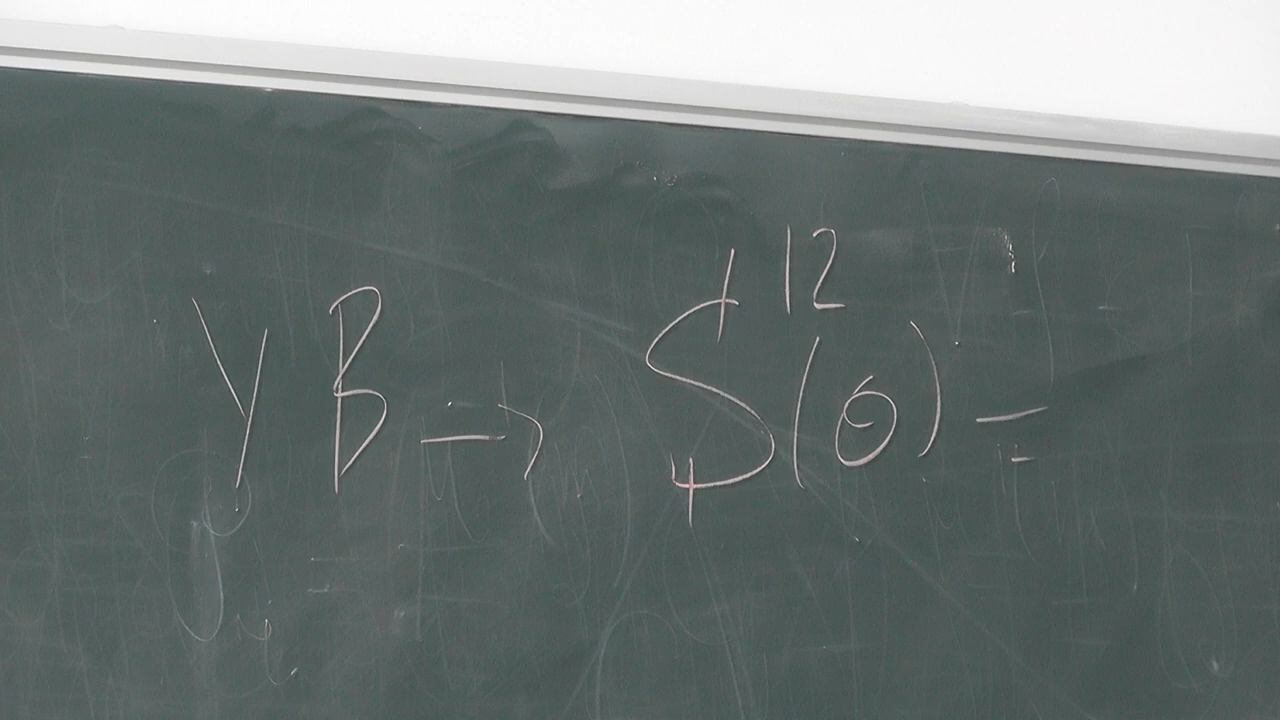 YB → S¹²(θ) =